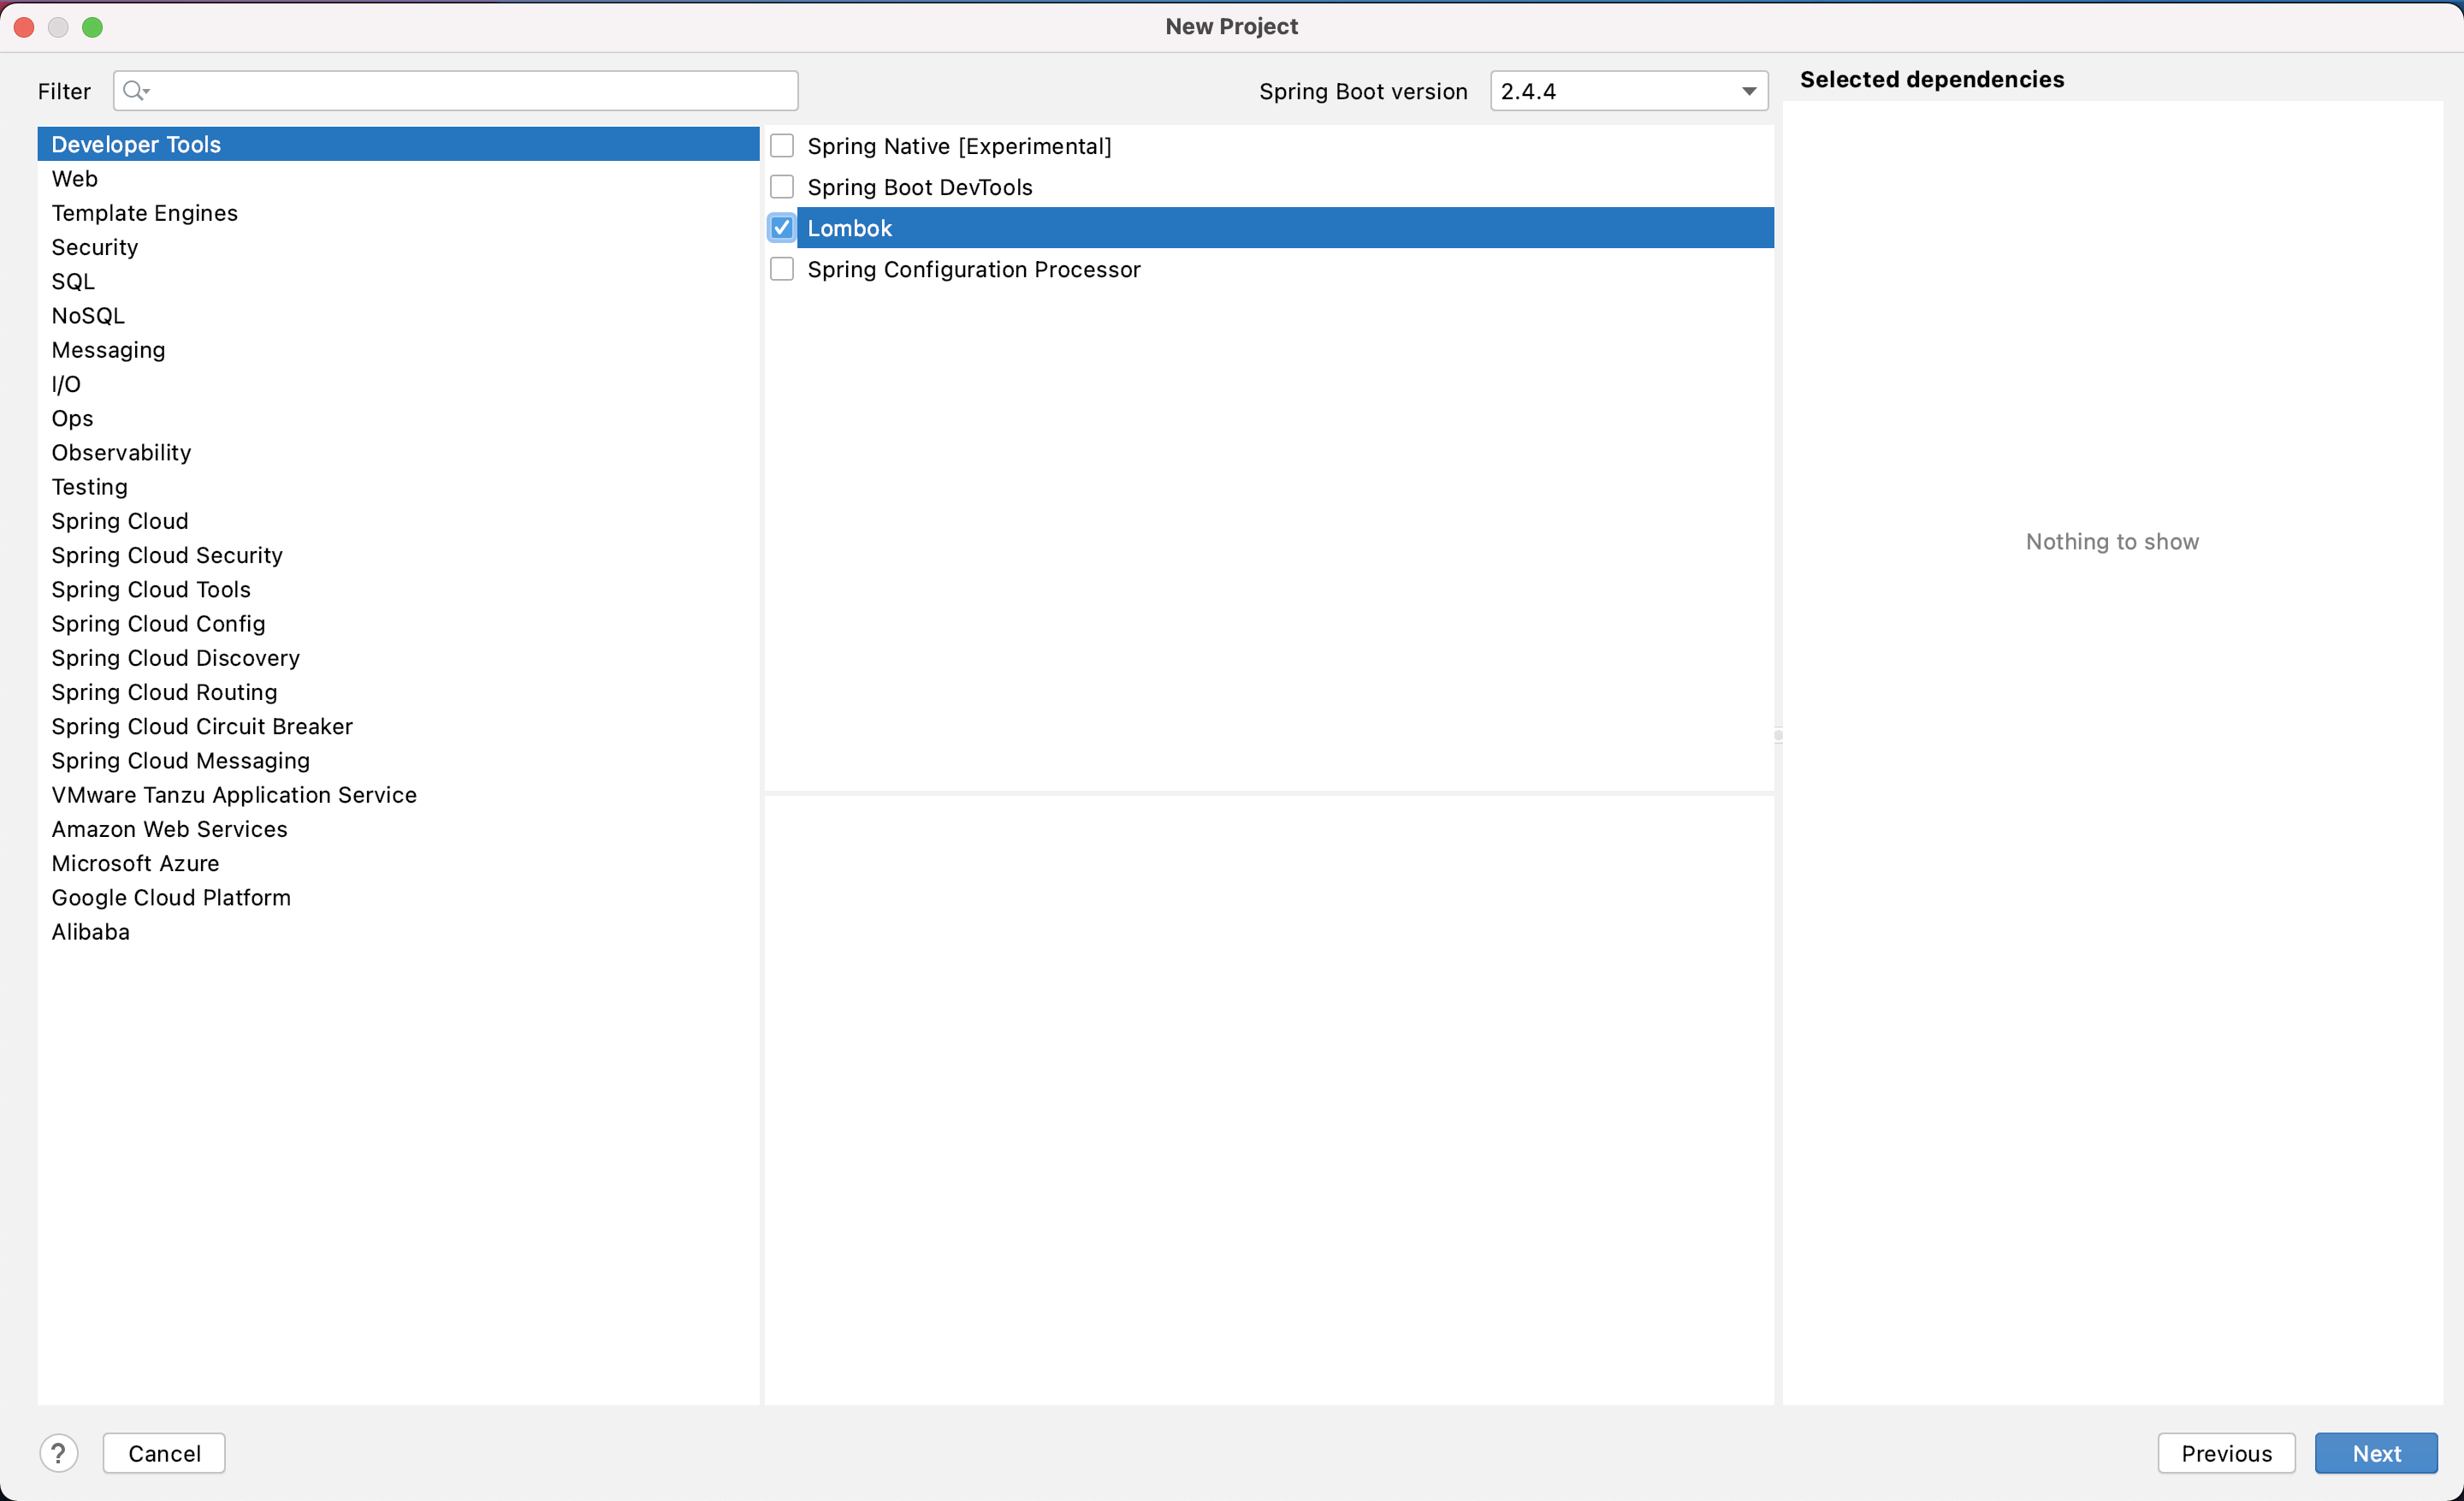 New Project
Filter
Spring Boot version 2.4.4
Selected dependencies
Developer Tools
Web
Template Engines
Security
SQL
NoSQL
Messaging
I/O
Ops
Observability
Testing
Spring Cloud
Spring Cloud Security
Spring Cloud Tools
Spring Cloud Config
Spring Cloud Discovery
Spring Cloud Routing
Spring Cloud Circuit Breaker
Spring Cloud Messaging
VMware Tanzu Application Service
Amazon Web Services
Microsoft Azure
Google Cloud Platform
Alibaba
Spring Native [Experimental]
Spring Boot DevTools
Lombok
Spring Configuration Processor
Nothing to show
? Cancel
Previous Next